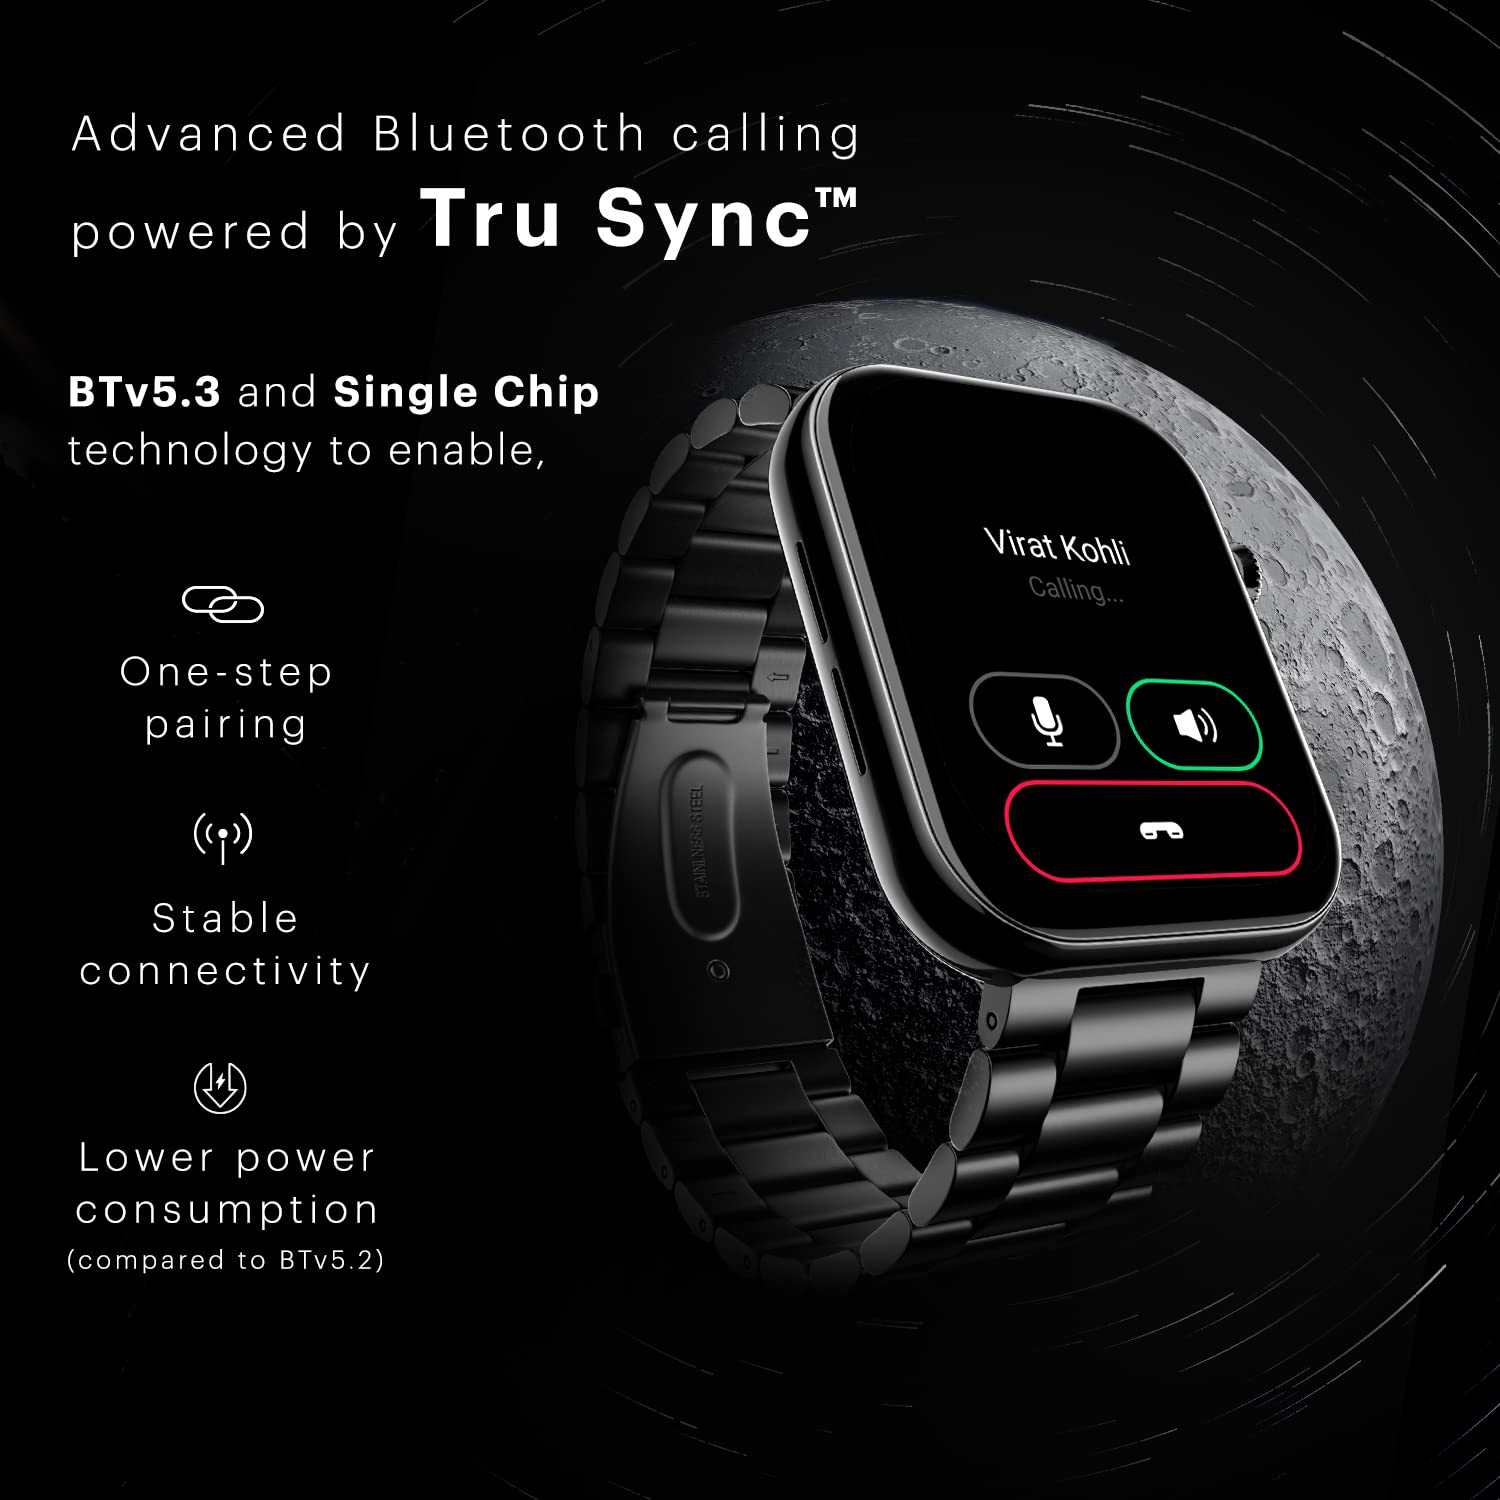 Advanced Bluetooth calling
powered by Tru Sync™
BTv5.3 and Single Chip
technology to enable,
One-step
pairing
Stable
connectivity
Lower power
consumption
(compared to BTv5.2)
Virat Kohli
Calling...
STAINLNESS STEEL